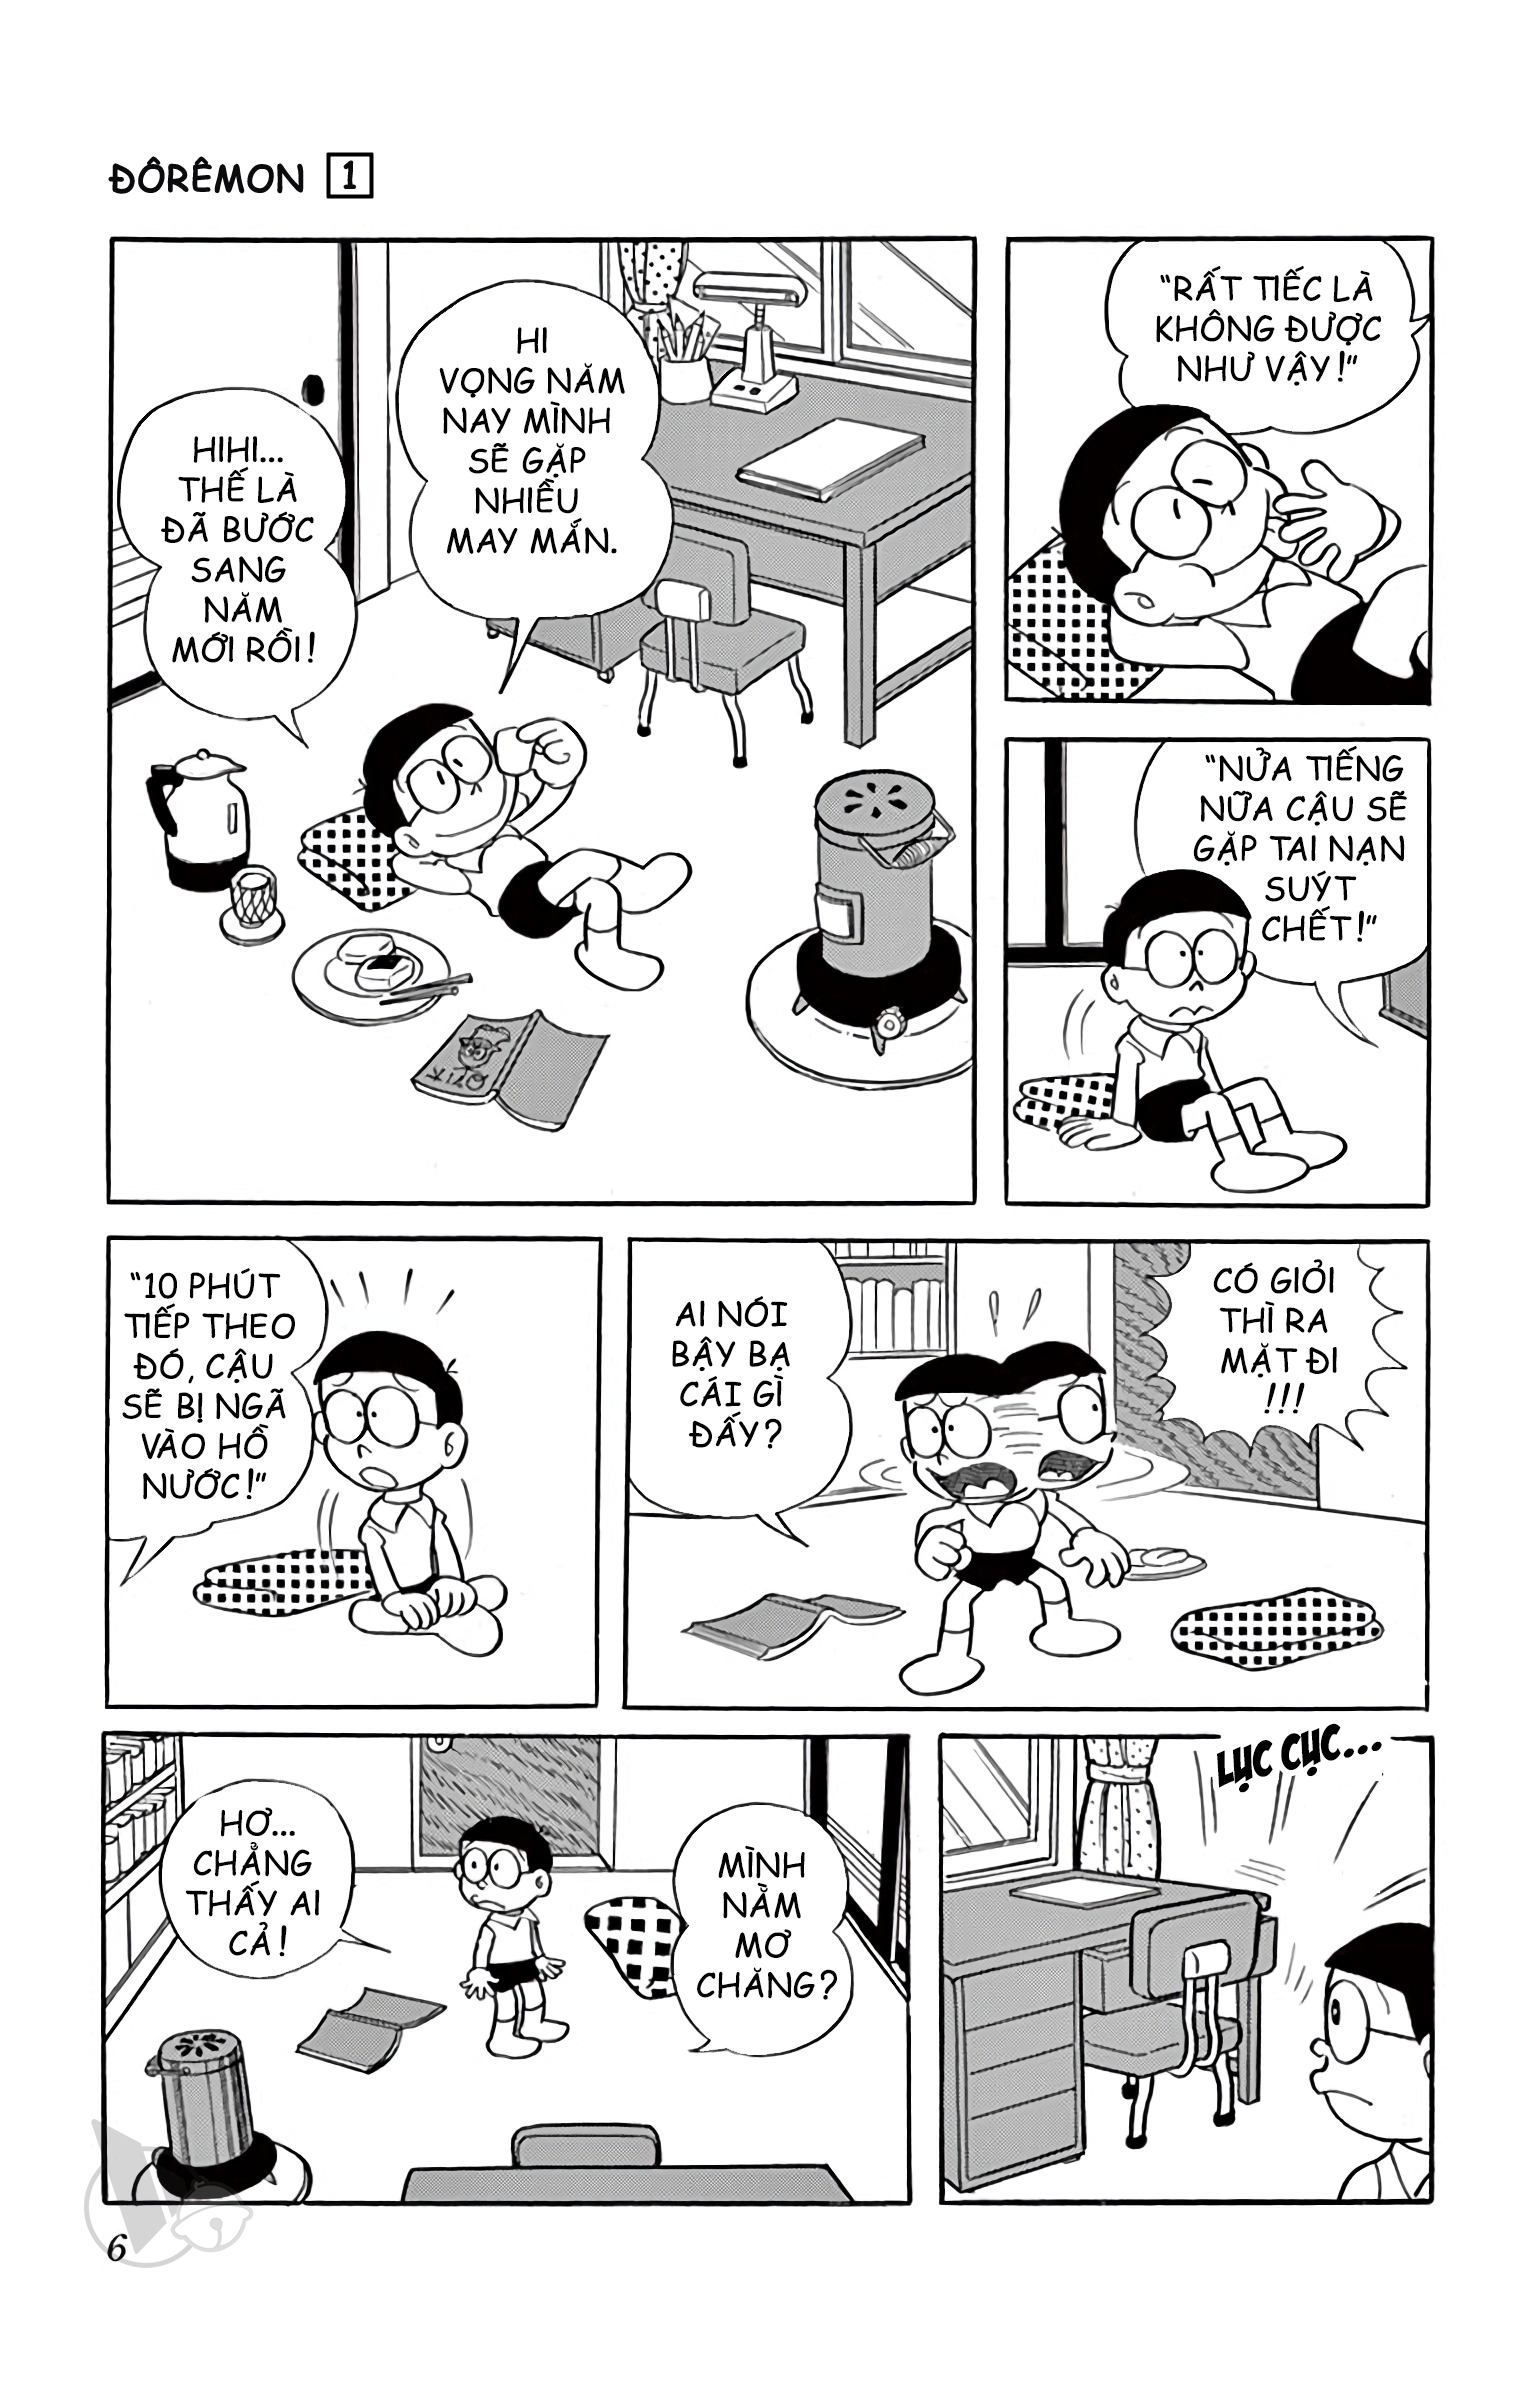 ĐÔRÊMON 1
HIHI...
THẾ LÀ
ĐÃ BƯỚC
SANG
NĂM
MỚI RỒI!
HI
VỌNG NĂM
NAY MÌNH
SẼ GẶP
NHIỀU
MAY MẮN.
“RẤT TIẾC LÀ
KHÔNG ĐƯỢC
NHƯ VẬY!”
“NỬA TIẾNG
NỮA CẬU SẼ
GẶP TAI NẠN
SUÝT
CHẾT!”
“10 PHÚT
TIẾP THEO
ĐÓ, CẬU
SẼ BỊ NGÃ
VÀO HỒ
NƯỚC!”
AI NÓI
BẬY BẠ
CÁI GÌ
ĐẤY?
CÓ GIỎI
THÌ RA
MẶT ĐI
!!!
HƠ...
CHẲNG
THẤY AI
CẢ!
MÌNH
NẰM
MƠ
CHĂNG?
LỤC CỤC...
6